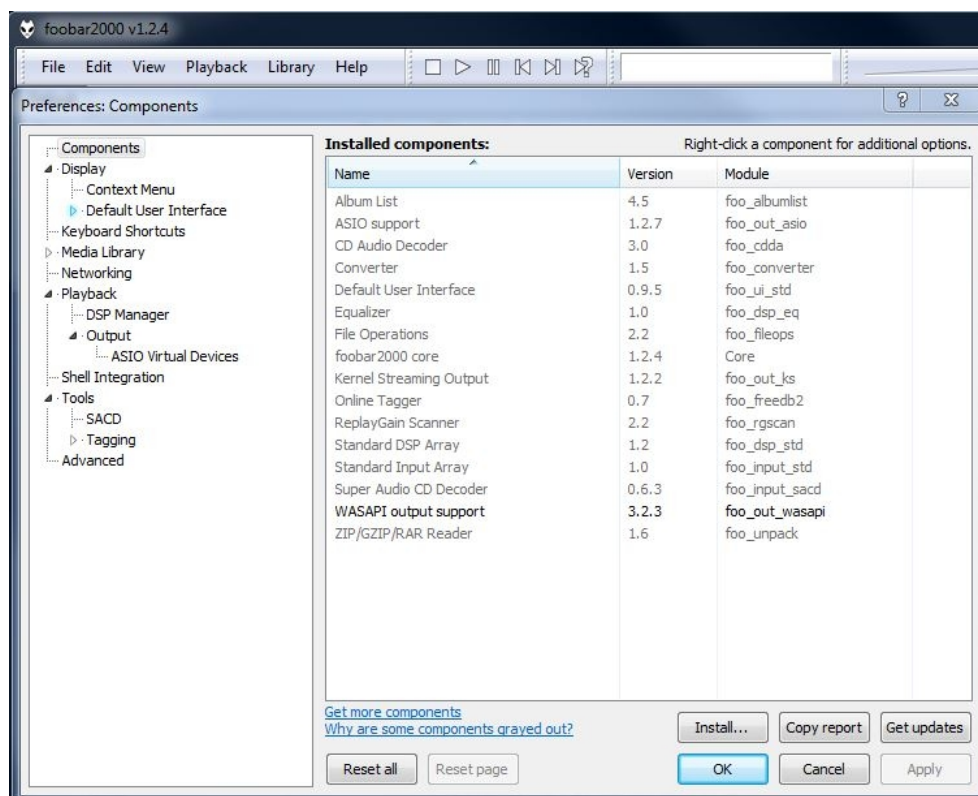 foobar2000 v1.2.4
File Edit View Playback Library Help
Preferences: Components
Components
Display
Context Menu
Default User Interface
Keyboard Shortcuts
Media Library
Networking
Playback
DSP Manager
Output
ASIO Virtual Devices
Shell Integration
Tools
SACD
Tagging
Advanced
Installed components: Right-click a component for additional options.
Name Version Module
Album List 4.5 foo_albumlist
ASIO support 1.2.7 foo_out_asio
CD Audio Decoder 3.0 foo_cdda
Converter 1.5 foo_converter
Default User Interface 0.9.5 foo_ui_std
Equalizer 1.0 foo_dsp_eq
File Operations 2.2 foo_fileops
foobar2000 core 1.2.4 Core
Kernel Streaming Output 1.2.2 foo_out_ks
Online Tagger 0.7 foo_freedb2
ReplayGain Scanner 2.2 foo_rgscan
Standard DSP Array 1.2 foo_dsp_std
Standard Input Array 1.0 foo_input_std
Super Audio CD Decoder 0.6.3 foo_input_sacd
WASAPI output support 3.2.3 foo_out_wasapi
ZIP/GZIP/RAR Reader 1.6 foo_unpack
Get more components
Why are some components grayed out?
Install... Copy report Get updates
Reset all Reset page OK Cancel Apply